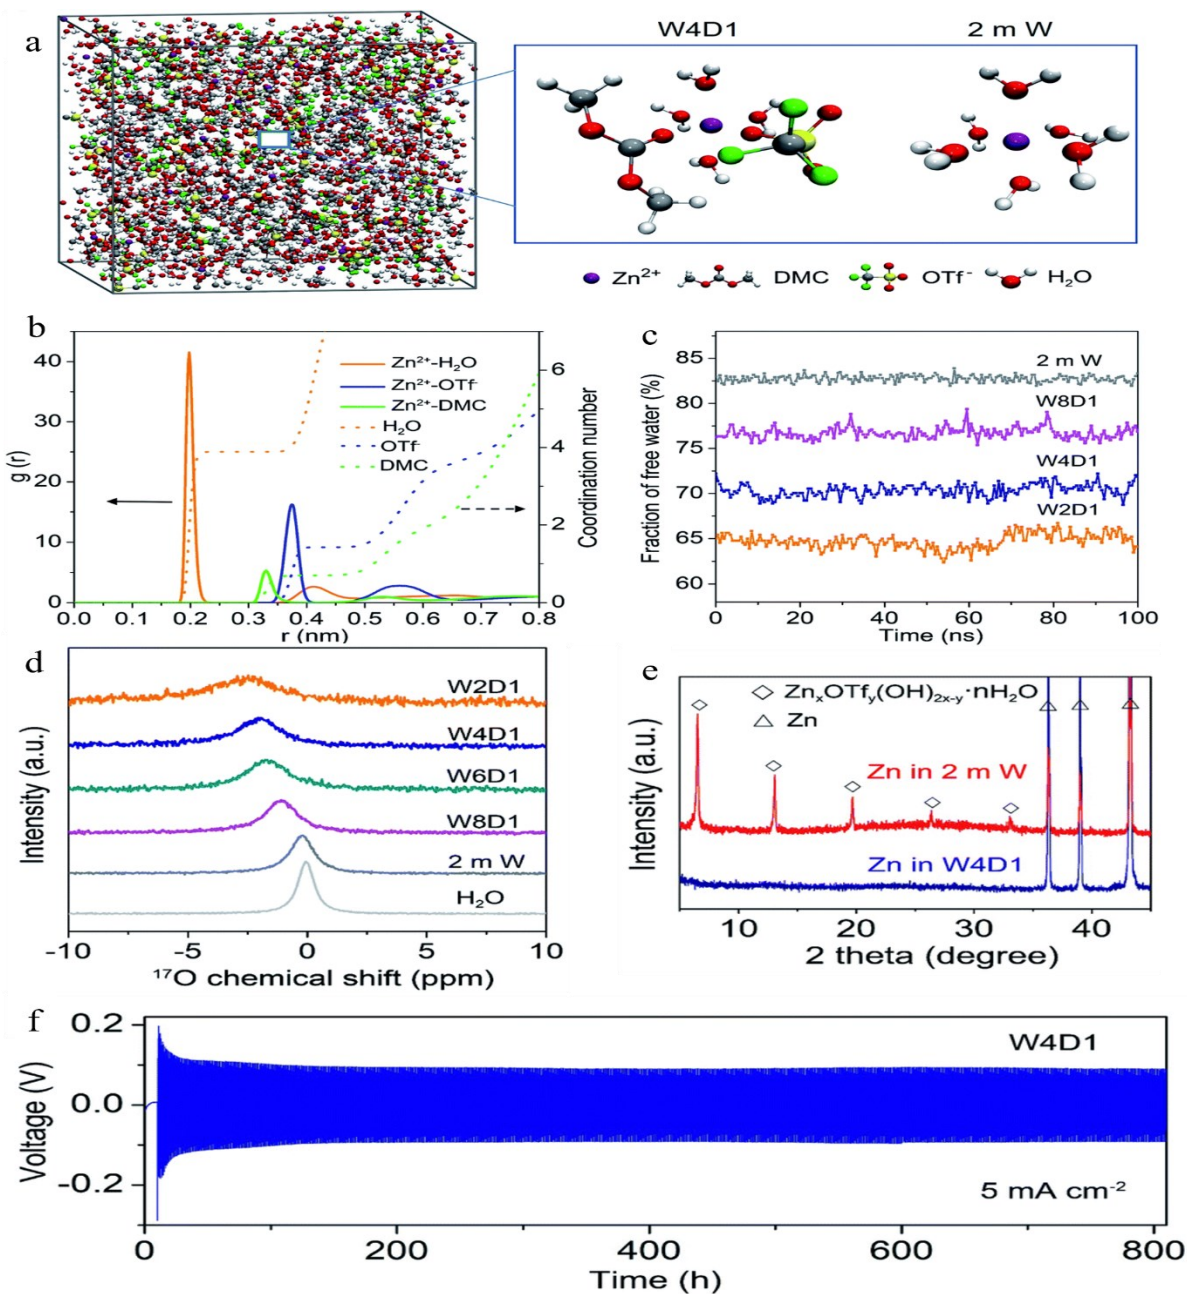 a
W4D1
2 m W
Zn²⁺
DMC
OTf⁻
H₂O
b
40
30
20
10
0
g (r)
Zn²⁺-H₂O
Zn²⁺-OTf⁻
Zn²⁺-DMC
H₂O
OTf⁻
DMC
6
4
2
0
Coordination number
0.0 0.1 0.2 0.3 0.4 0.5 0.6 0.7 0.8
r (nm)
c
85
83
75
70
65
60
Fraction of free water (%)
2 m W
W8D1
W4D1
W2D1
0 20 40 60 80 100
Time (ns)
d
W2D1
W4D1
W6D1
W8D1
2 m W
H₂O
Intensity (a.u.)
-10 -5 0 5 10
¹⁷O chemical shift (ppm)
e
ZnₓOTfᵧ(OH)₂ₓ₋ᵧ·nH₂O
Zn
Zn in 2 m W
Zn in W4D1
Intensity (a.u.)
10 20 30 40
2 theta (degree)
f
0.2
0.0
-0.2
Voltage (V)
W4D1
5 mA cm⁻²
0 200 400 600 800
Time (h)